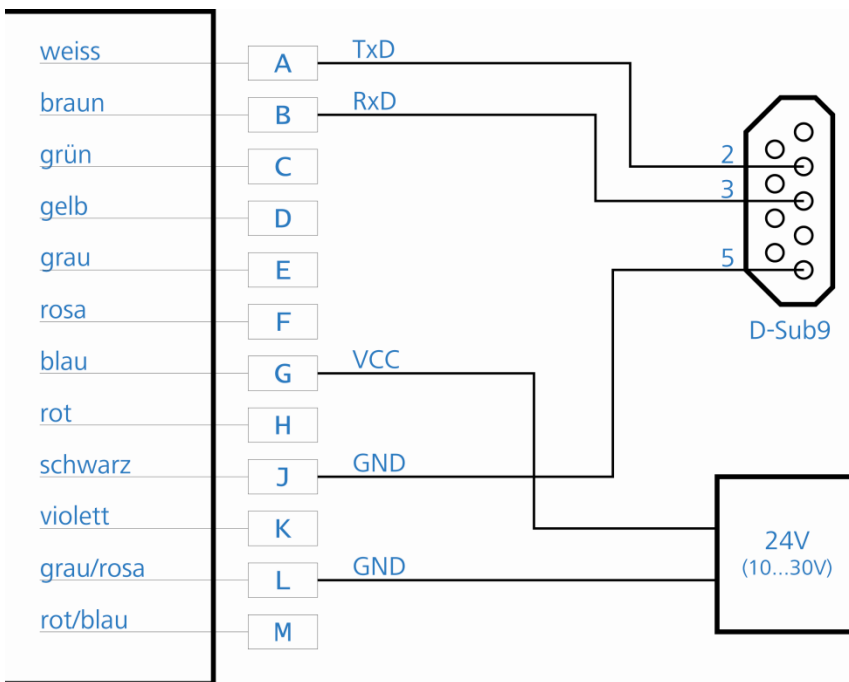 weiss A TxD
braun B RxD
grün C
2
gelb D
3
grau E
5
rosa F
D-Sub9
blau G VCC
rot H
schwarz J GND
violett K
24V
grau/rosa L GND
(10...30V)
rot/blau M